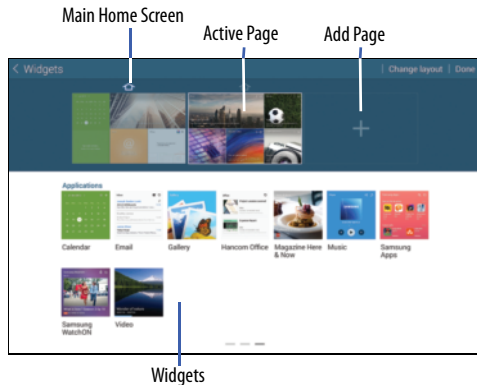 Main Home Screen
Active Page
Add Page
Widgets
Change layout
Done
Applications
Calendar
Email
Gallery
Hancom Office
Magazine Here
& Now
Music
Samsung
Apps
Samsung
WatchON
Video
Widgets